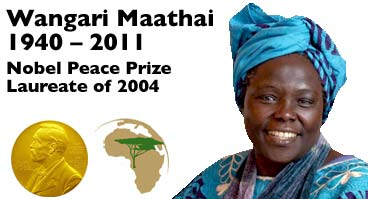 Wangari Maathai
1940 – 2011
Nobel Peace Prize
Laureate of 2004